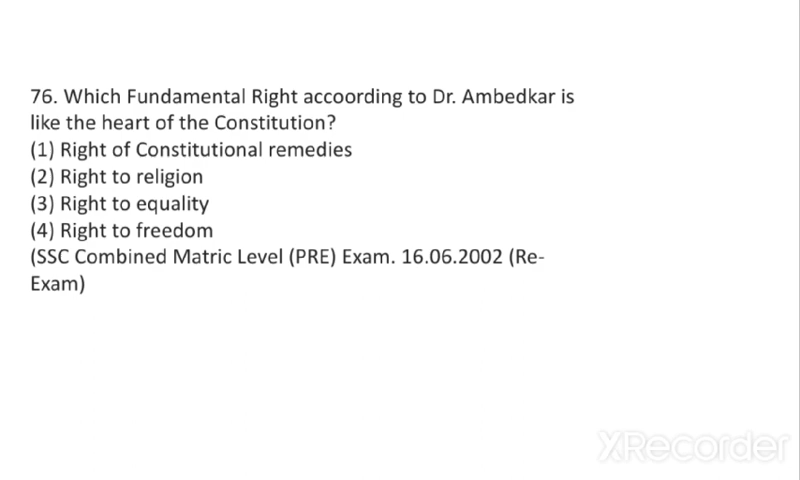 76. Which Fundamental Right accoording to Dr. Ambedkar is
like the heart of the Constitution?
(1) Right of Constitutional remedies
(2) Right to religion
(3) Right to equality
(4) Right to freedom
(SSC Combined Matric Level (PRE) Exam. 16.06.2002 (Re-
Exam)
XRecorder